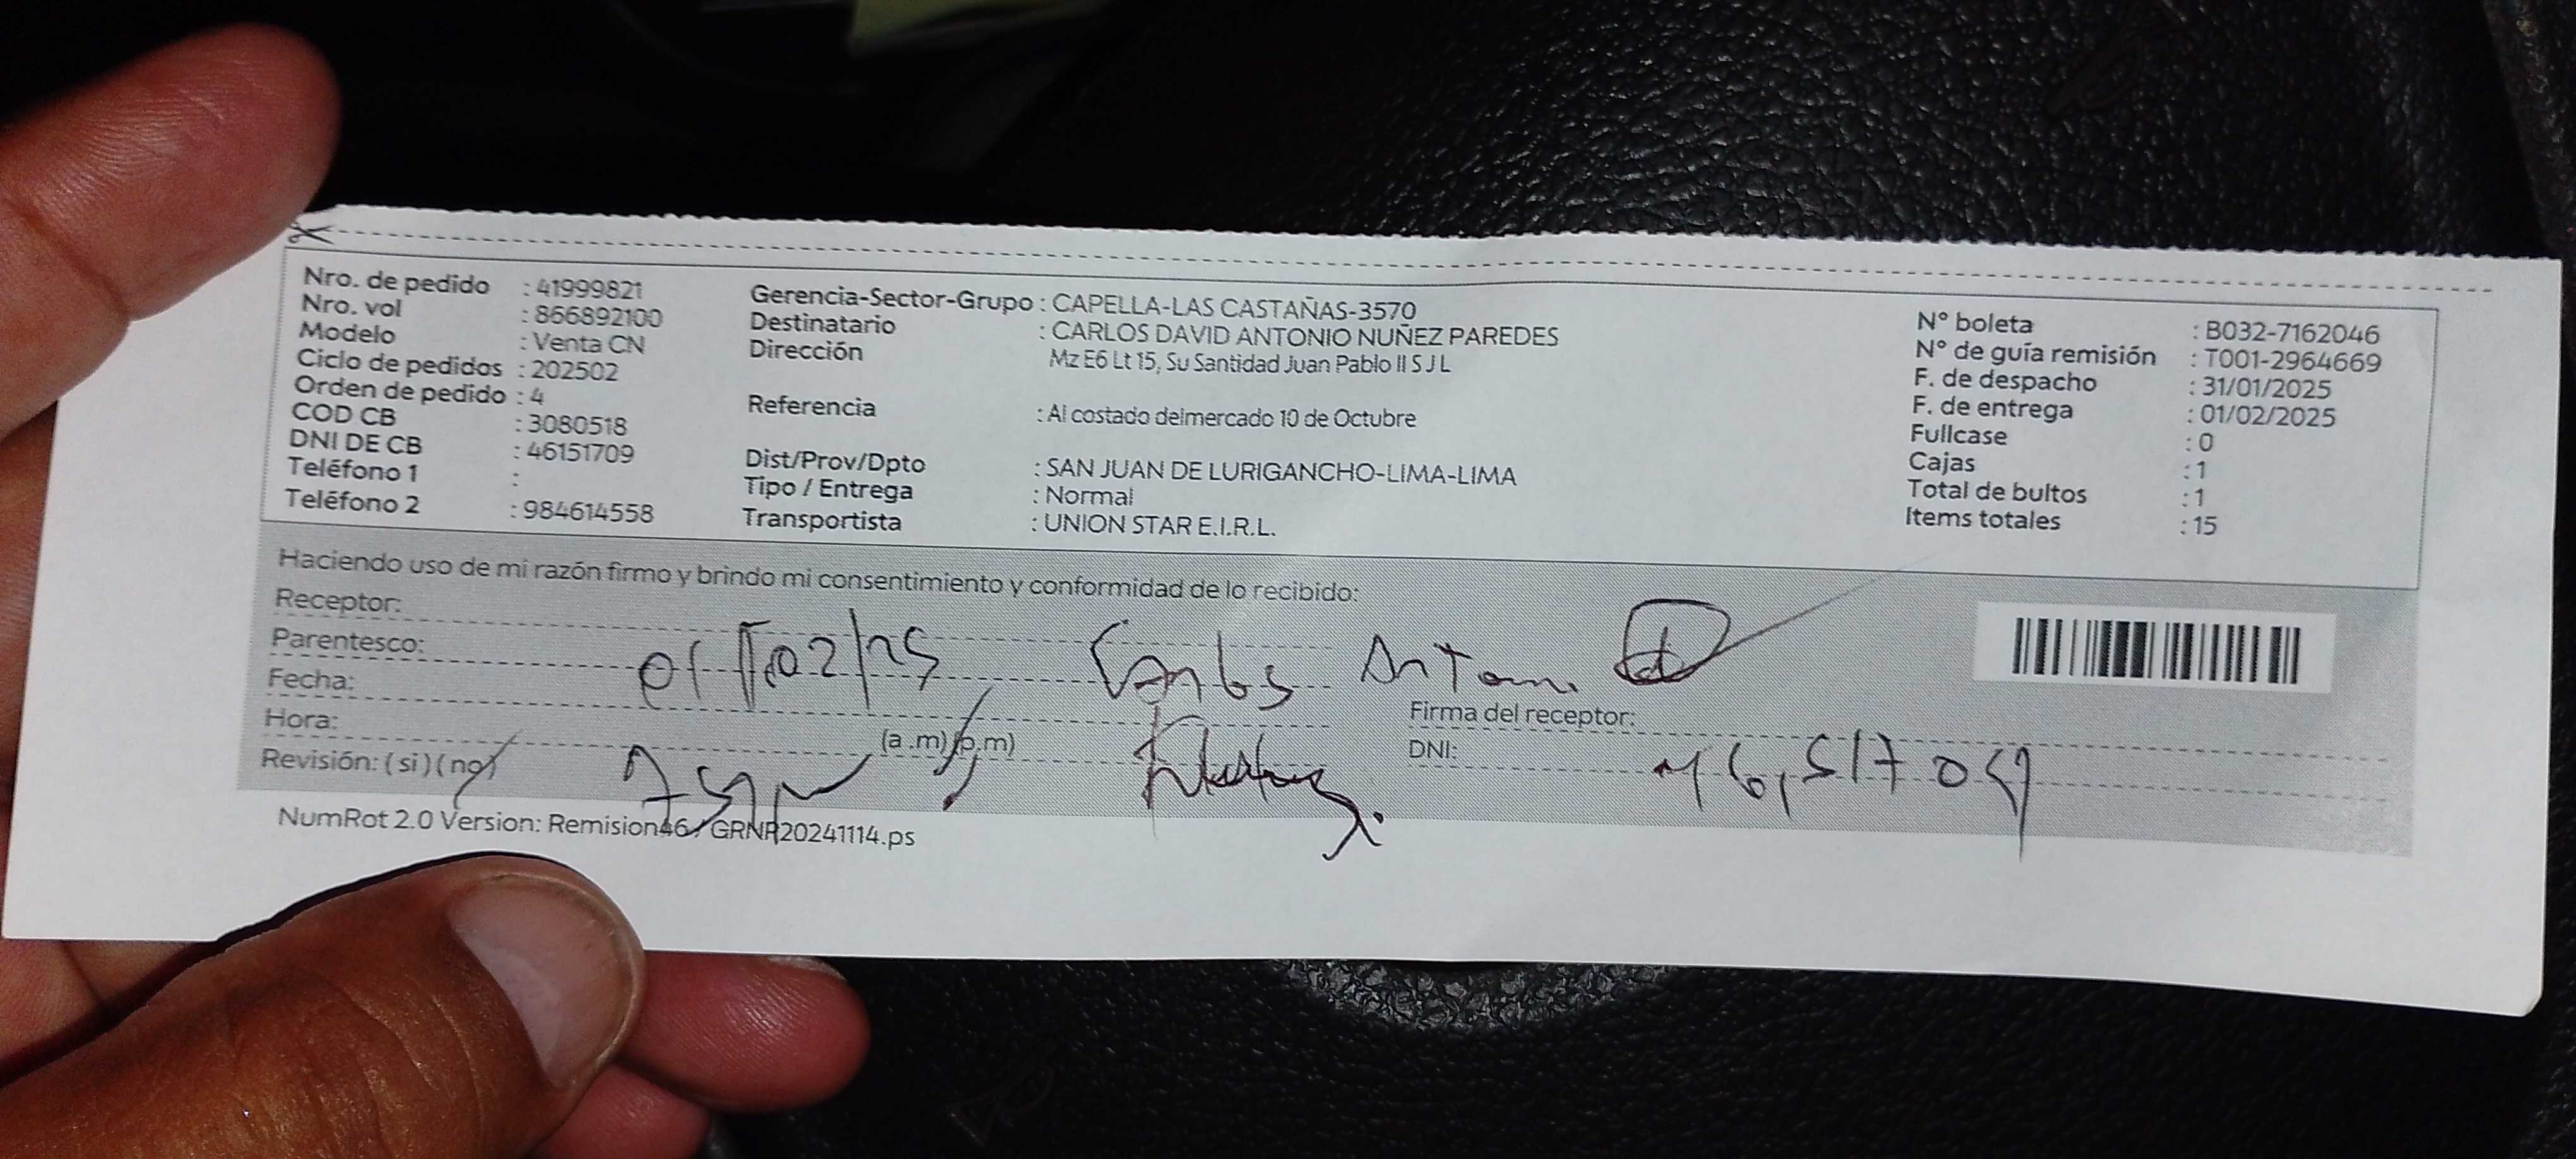 Nro. de pedido : 41999821
Nro. vol : 866892100
Modelo : Venta CN
Ciclo de pedidos : 202502
Orden de pedido : 4
COD CB : 3080518
DNI DE CB : 46151709
Teléfono 1 :
Teléfono 2 : 984614558
Gerencia-Sector-Grupo : CAPELLA-LAS CASTAÑAS-3570
Destinatario : CARLOS DAVID ANTONIO NUÑEZ PAREDES
Dirección Mz E6 Lt 15, Su Santidad Juan Pablo II S J L
Referencia : Al costado delmercado 10 de Octubre
Dist/Prov/Dpto : SAN JUAN DE LURIGANCHO-LIMA-LIMA
Tipo / Entrega : Normal
Transportista : UNION STAR E.I.R.L.
N° boleta : B032-7162046
N° de guía remisión : T001-2964669
F. de despacho : 31/01/2025
F. de entrega : 01/02/2025
Fullcase : 0
Cajas : 1
Total de bultos : 1
Items totales : 15
Haciendo uso de mi razón firmo y brindo mi consentimiento y conformidad de lo recibido:
Receptor:
Parentesco:
Carlos Antonio
Fecha:
Hora: (a.m) (p.m)
Revisión: (si) (no)
Firma del receptor:
DNI:
NumRot 2.0 Version: Remision46 / GRNR20241114.ps